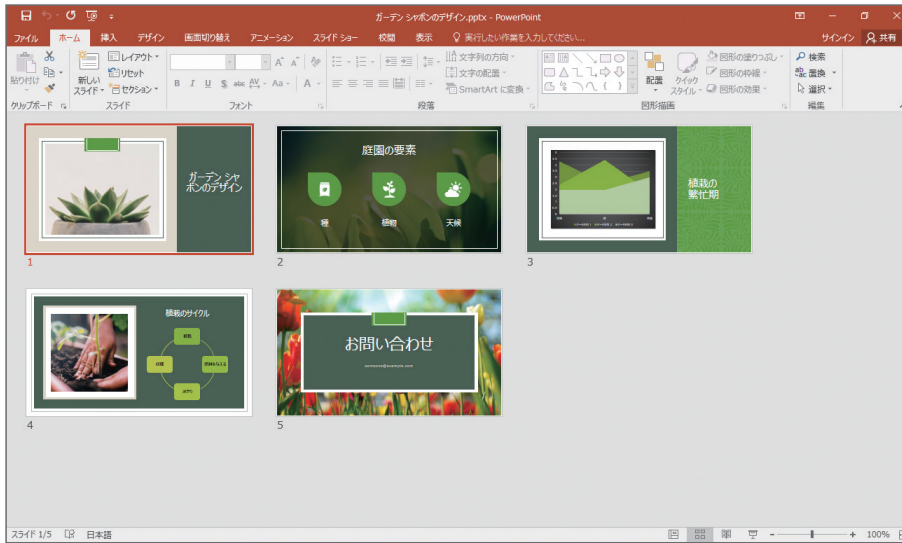 ガーデン シャボンのデザイン.pptx - PowerPoint
ファイル ホーム 挿入 デザイン 画面切り替え アニメーション スライド ショー 校閲 表示 実行したい作業を入力してください... サインイン 共有
貼り付け
新しい
スライド
レイアウト
リセット
セクション
B I U S abc AV Aa A
文字列の方向
文字の配置
SmartArt に変換
配置
クイック
スタイル
図形の塗りつぶし
図形の枠線
図形の効果
検索
置換
選択
クリップボード スライド フォント 段落 図形描画 編集
ガーデン シャ
ボンのデザイン
1
庭園の要素
種 植物 天候
2
植栽の
繁忙期
3
植栽のサイクル
4
お問い合わせ
someone@example.com
5
スライド 1/5 日本語 100%